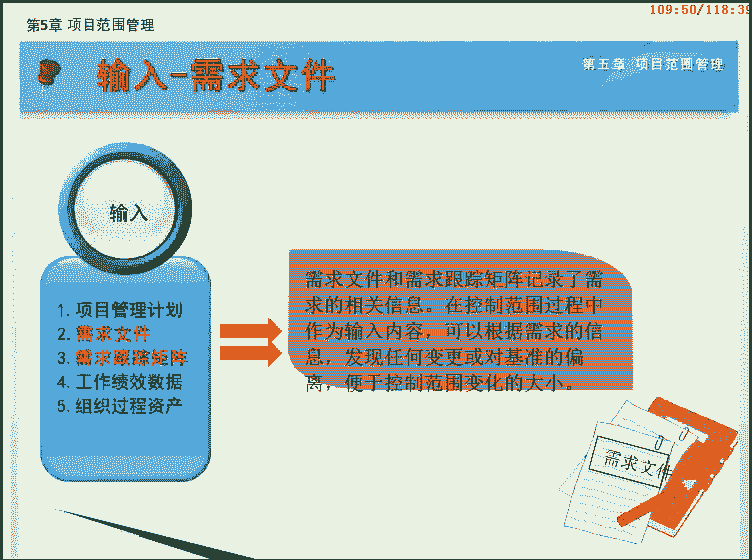 109:50/118:39
第5章 项目范围管理
输入-需求文件
第五章 项目范围管理
输入
1. 项目管理计划
2. 需求文件
3. 需求跟踪矩阵
4. 工作绩效数据
5. 组织过程资产
需求文件和需求跟踪矩阵记录了需
求的相关信息。在控制范围过程中
作为输入内容，可以根据需求的信
息，发现任何变更或对基准的偏
离，便于控制范围变化的大小。
需求文件